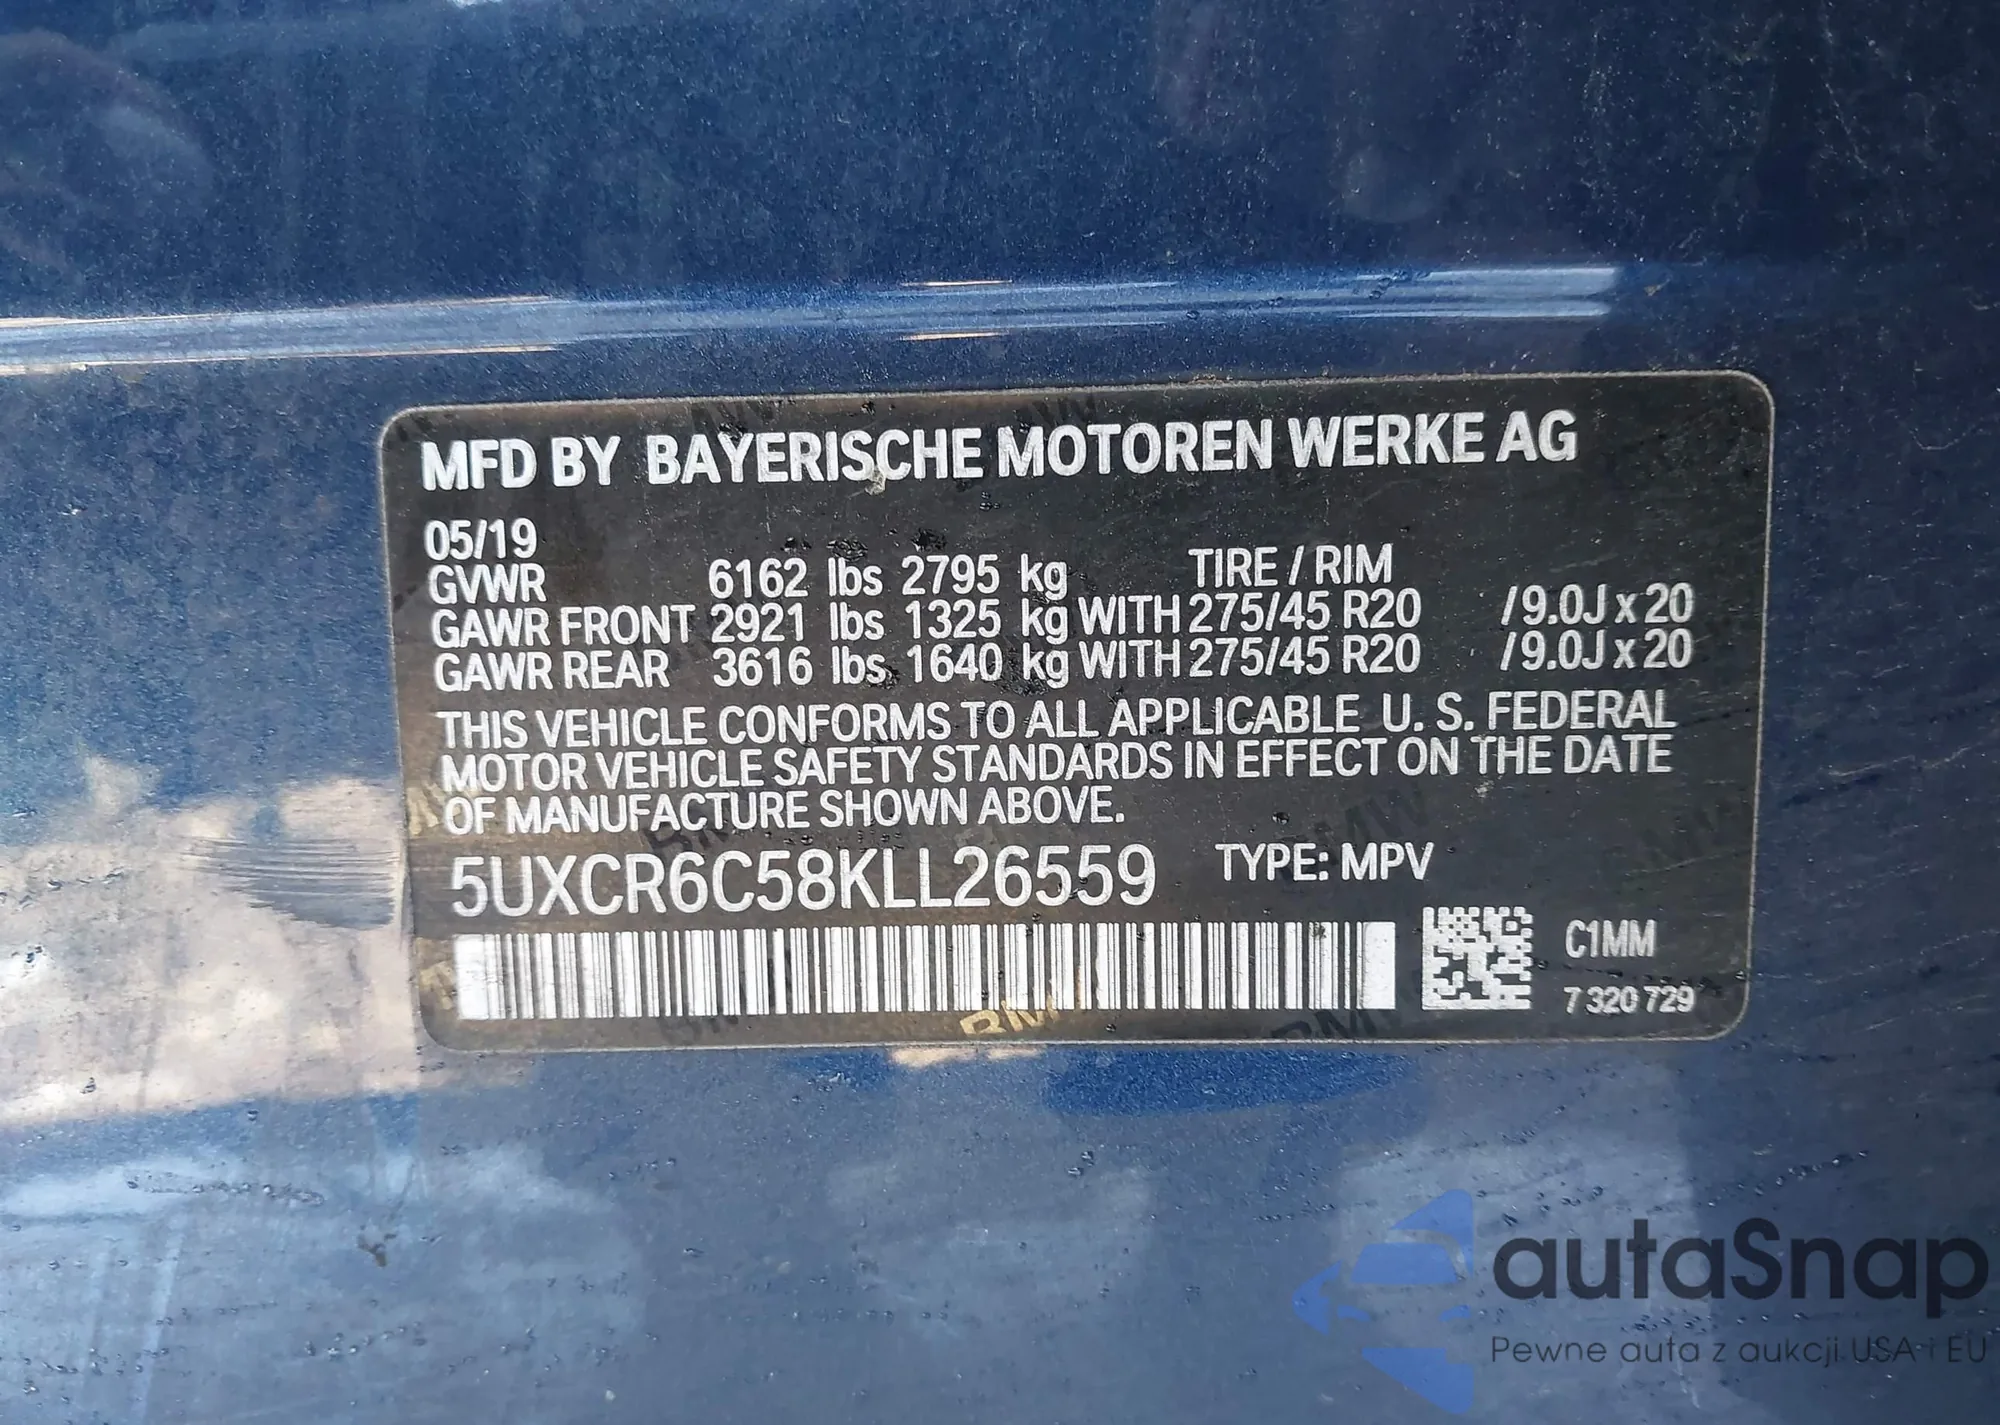 MFD BY BAYERISCHE MOTOREN WERKE AG
05/19
GVWR 6162 lbs 2795 kg TIRE / RIM
GAWR FRONT 2921 lbs 1325 kg WITH 275/45 R20 /9.0J x 20
GAWR REAR 3616 lbs 1640 kg WITH 275/45 R20 /9.0J x 20
THIS VEHICLE CONFORMS TO ALL APPLICABLE U. S. FEDERAL
MOTOR VEHICLE SAFETY STANDARDS IN EFFECT ON THE DATE
OF MANUFACTURE SHOWN ABOVE.
5UXCR6C58KLL26559 TYPE: MPV
C1MM
7 320 729
autaSnap
Pewne auta z aukcji USA i EU